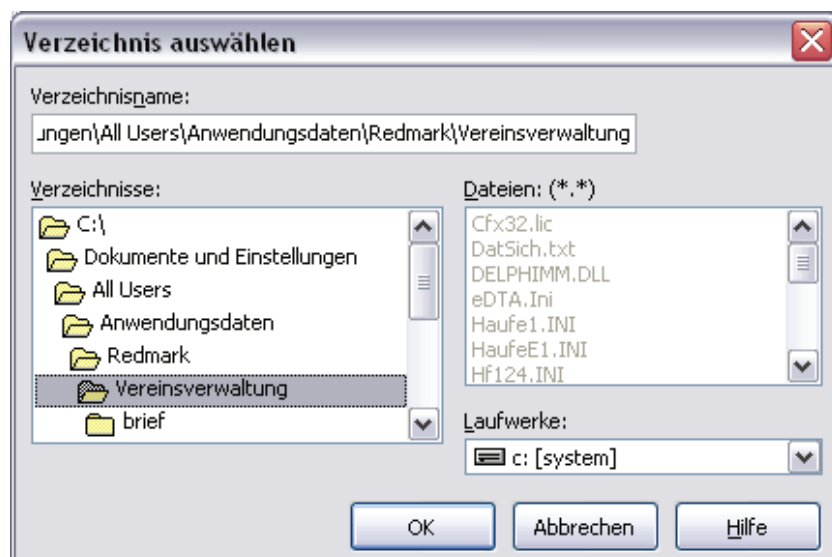 Verzeichnis auswählen
Verzeichnisname:
ungen\All Users\Anwendungsdaten\Redmark\Vereinsverwaltung
Verzeichnisse:
C:\
Dokumente und Einstellungen
All Users
Anwendungsdaten
Redmark
Vereinsverwaltung
brief
Dateien: (*.*)
Cfx32.lic
DatSich.txt
DELPHIMM.DLL
eDTA.Ini
Haufe1.INI
HaufeE1.INI
Hf124.INI
Laufwerke:
c: [system]
OK
Abbrechen
Hilfe